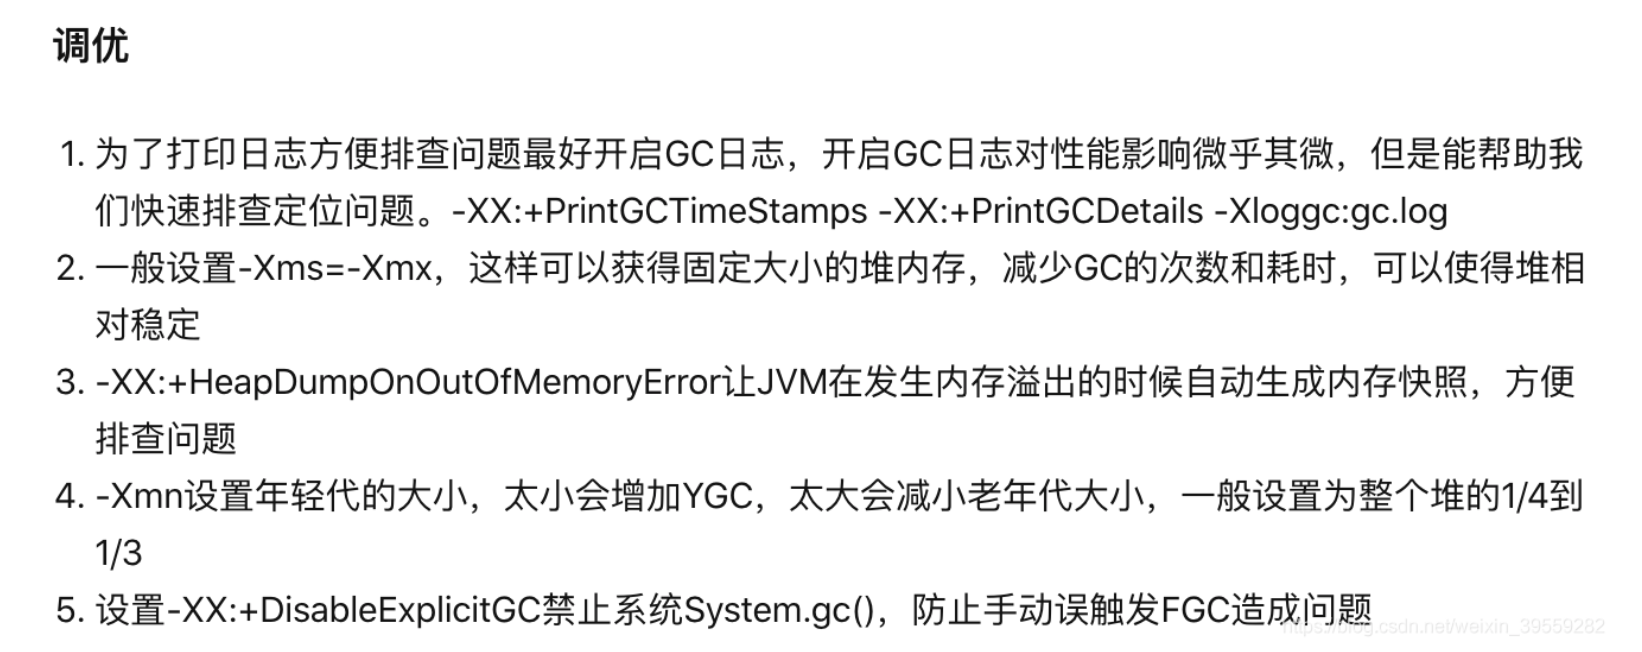 调优
1. 为了打印日志方便排查问题最好开启GC日志，开启GC日志对性能影响微乎其微，但是能帮助我
们快速排查定位问题。-XX:+PrintGCTimeStamps -XX:+PrintGCDetails -Xloggc:gc.log
2. 一般设置-Xms=-Xmx，这样可以获得固定大小的堆内存，减少GC的次数和耗时，可以使得堆相
对稳定
3. -XX:+HeapDumpOnOutOfMemoryError让JVM在发生内存溢出的时候自动生成内存快照，方便
排查问题
4. -Xmn设置年轻代的大小，太小会增加YGC，太大会减小老年代大小，一般设置为整个堆的1/4到
1/3
5. 设置-XX:+DisableExplicitGC禁止系统System.gc()，防止手动误触发FGC造成问题
https://blog.csdn.net/weixin_39559282